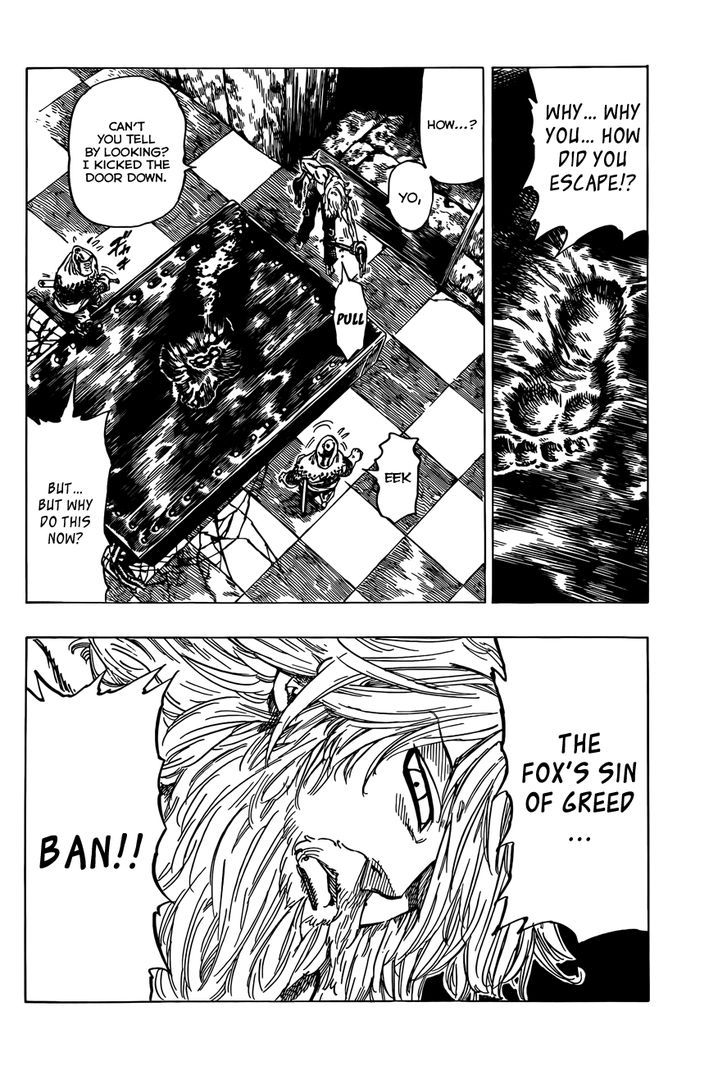 WHY... WHY
YOU... HOW
DID YOU
ESCAPE!?
HOW...?
YO,
CAN'T
YOU TELL
BY LOOKING?
I KICKED THE
DOOR DOWN.
PULL
EEK
BUT...
BUT WHY
DO THIS
NOW?
THE
FOX'S SIN
OF GREED
...
BAN!!